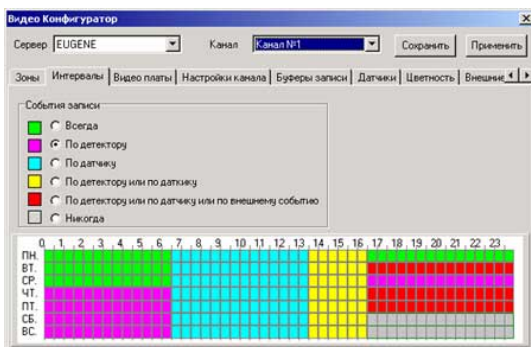 Видео Конфигуратор
Сервер EUGENE Канал Канал №1 Сохранить Применить
Зоны Интервалы Видео платы Настройки канала Буферы записи Датчики Цветность Внешние
События записи
Всегда
По детектору
По датчику
По детектору или по даткику
По детектору или по датчику или по внешнему событию
Никогда
0 1 2 3 4 5 6 7 8 9 10 11 12 13 14 15 16 17 18 19 20 21 22 23
ПН.
ВТ.
СР.
ЧТ.
ПТ.
СБ.
ВС.